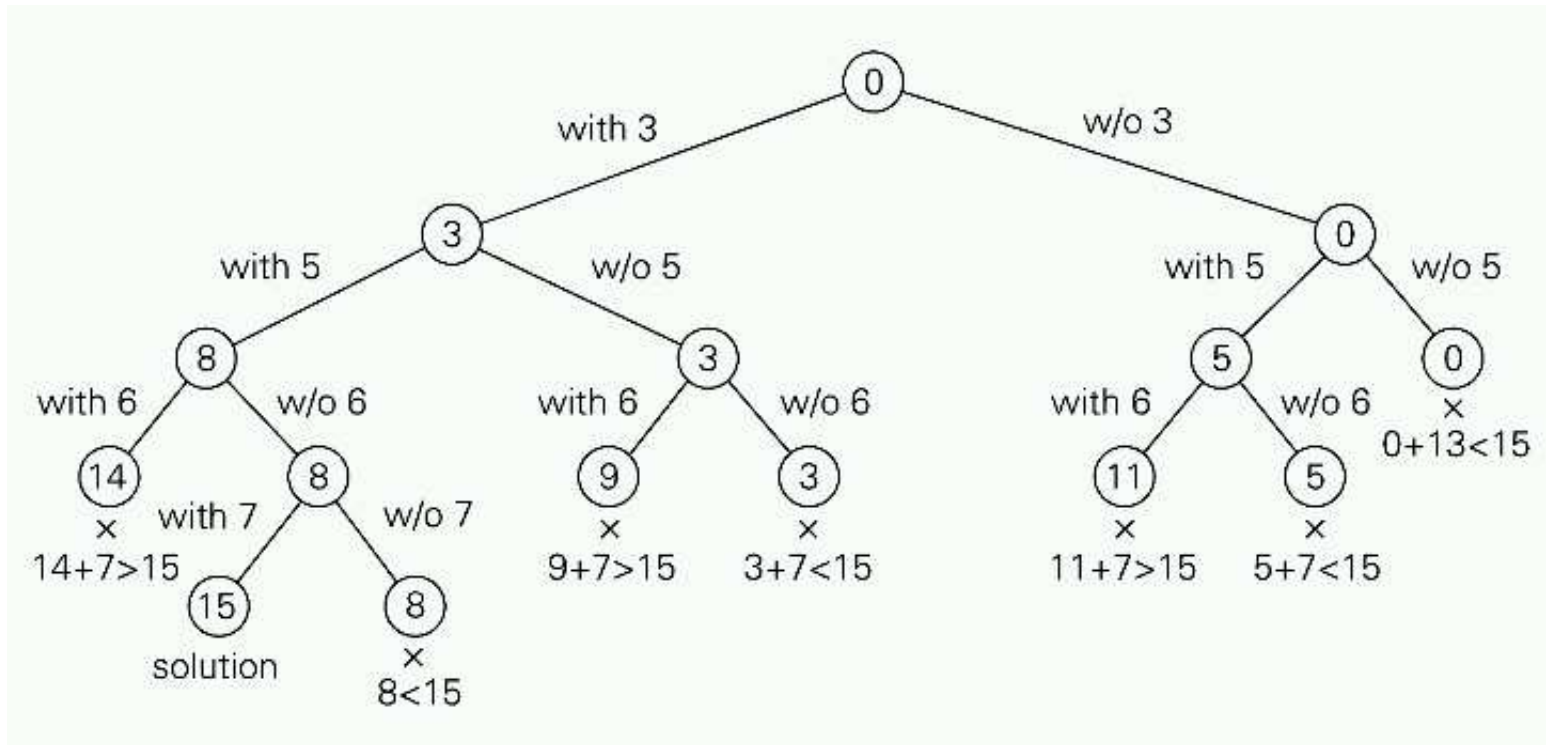 0
with 3
w/o 3
3
0
with 5
w/o 5
with 5
w/o 5
8
3
5
0
with 6
w/o 6
with 6
w/o 6
with 6
w/o 6
×
0+13<15
14
8
9
3
11
5
×
with 7
w/o 7
×
×
×
×
14+7>15
9+7>15
3+7<15
11+7>15
5+7<15
15
8
solution
×
8<15